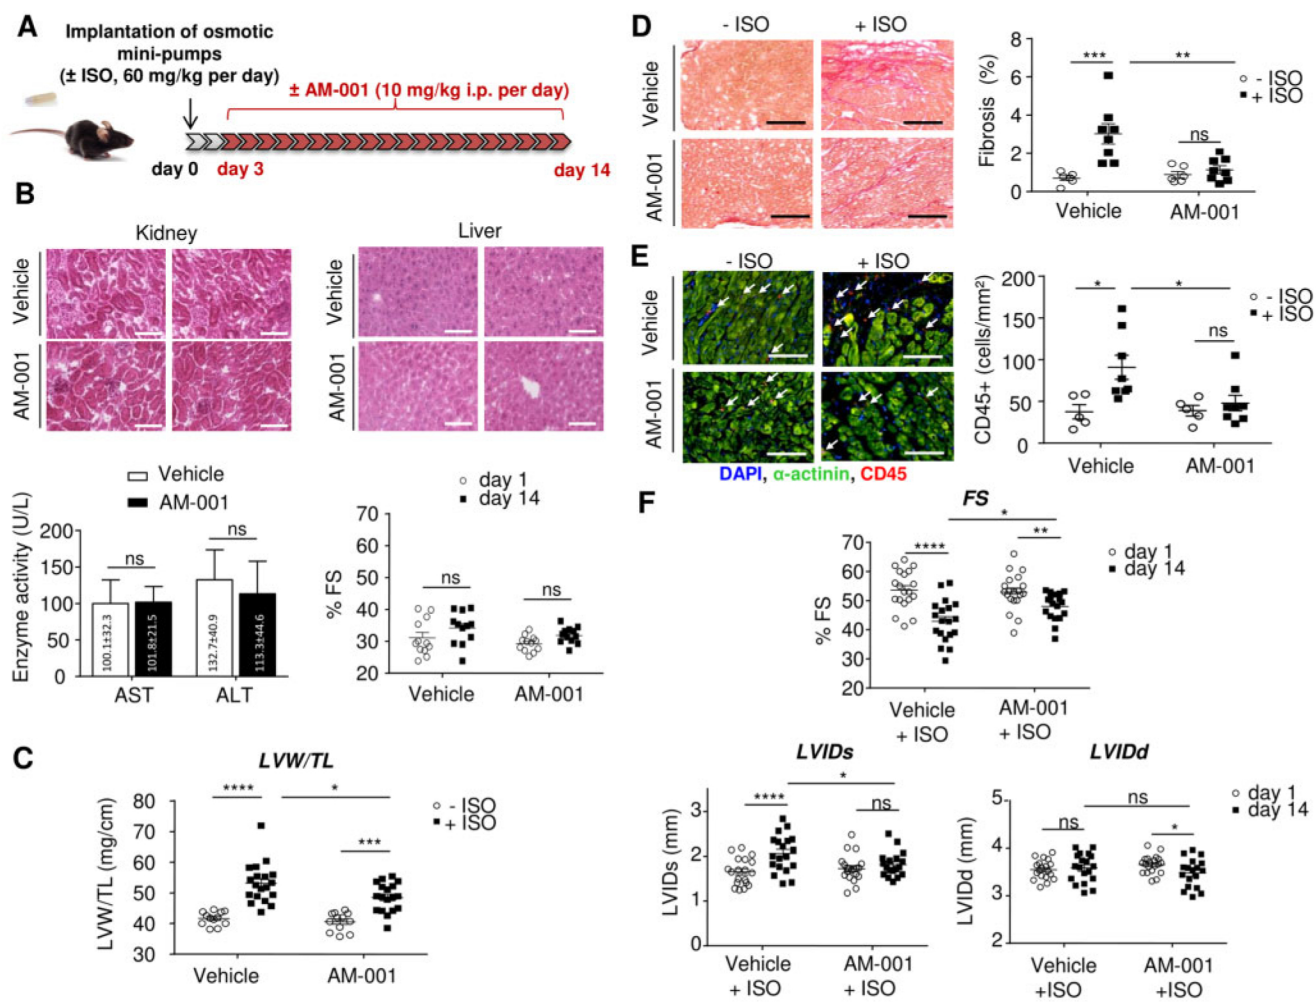 A
Implantation of osmotic
mini-pumps
(± ISO, 60 mg/kg per day)
± AM-001 (10 mg/kg i.p. per day)
day 0
day 3
day 14
B
Kidney
Liver
Vehicle
AM-001
Vehicle
AM-001
Vehicle
AM-001
Enzyme activity (U/L)
200
150
100
50
0
ns
ns
100.1±32.3
101.8±21.5
132.7±40.9
113.3±44.6
AST
ALT
day 1
day 14
% FS
70
60
50
40
30
20
ns
ns
Vehicle
AM-001
C
LVW/TL
LVW/TL (mg/cm)
80
70
60
50
40
30
****
*
***
- ISO
+ ISO
Vehicle
AM-001
D
- ISO
+ ISO
Vehicle
AM-001
Fibrosis (%)
8
6
4
2
0
***
**
ns
- ISO
+ ISO
Vehicle
AM-001
E
- ISO
+ ISO
Vehicle
AM-001
DAPI, α-actinin, CD45
CD45+ (cells/mm²)
200
150
100
50
0
*
*
ns
- ISO
+ ISO
Vehicle
AM-001
F
FS
% FS
70
60
50
40
30
20
****
*
**
day 1
day 14
Vehicle
+ ISO
AM-001
+ ISO
LVIDs
LVIDs (mm)
3
2
1
0
****
*
ns
Vehicle
+ ISO
AM-001
+ ISO
LVIDd
LVIDd (mm)
5
4
3
2
ns
ns
*
day 1
day 14
Vehicle
+ISO
AM-001
+ISO